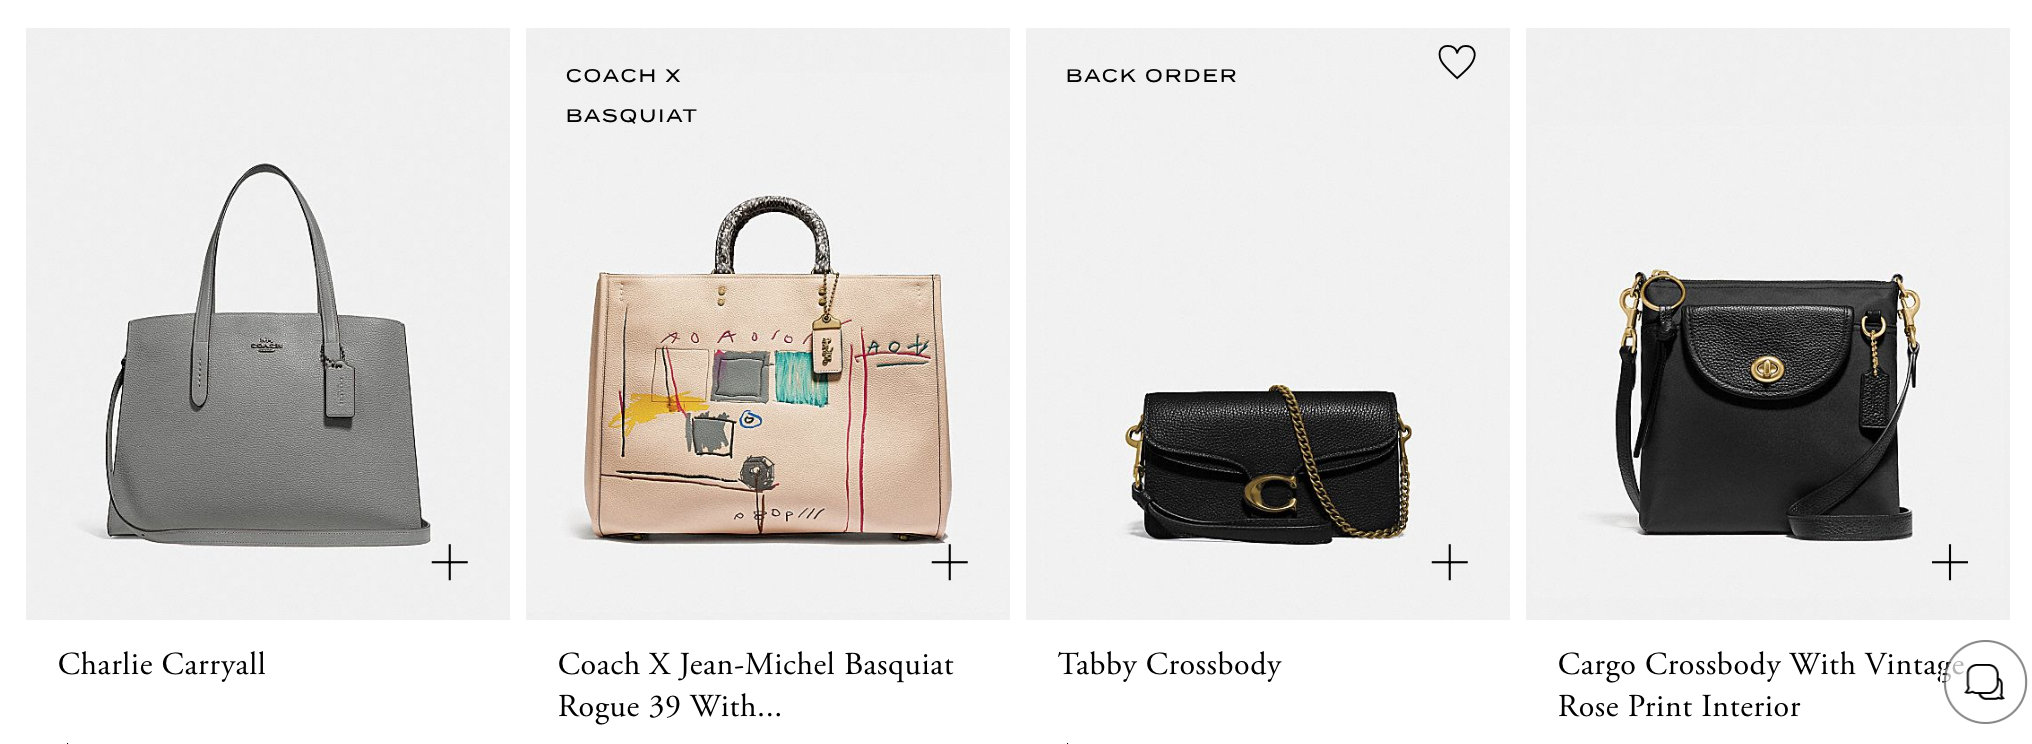 COACH X
BASQUIAT
BACK ORDER
COACH
Charlie Carryall
Coach X Jean-Michel Basquiat
Rogue 39 With...
Tabby Crossbody
Cargo Crossbody With Vintage
Rose Print Interior